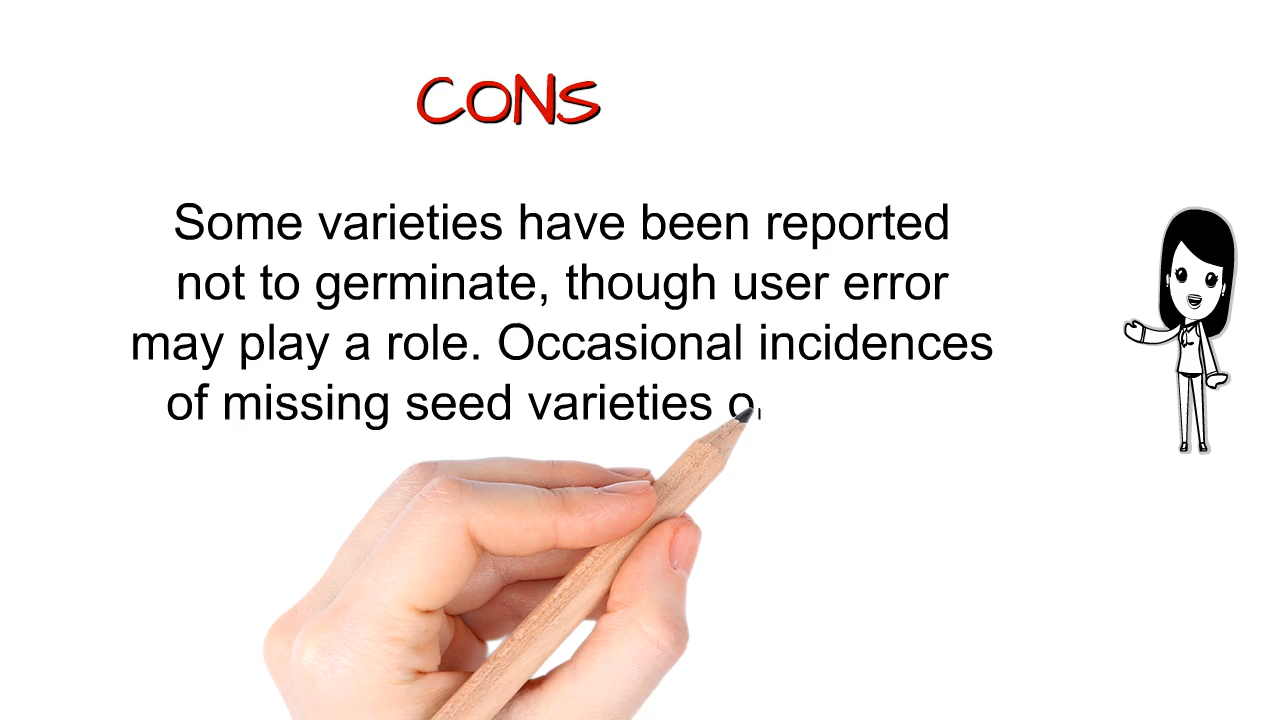 CONS
Some varieties have been reported
not to germinate, though user error
may play a role. Occasional incidences
of missing seed varieties